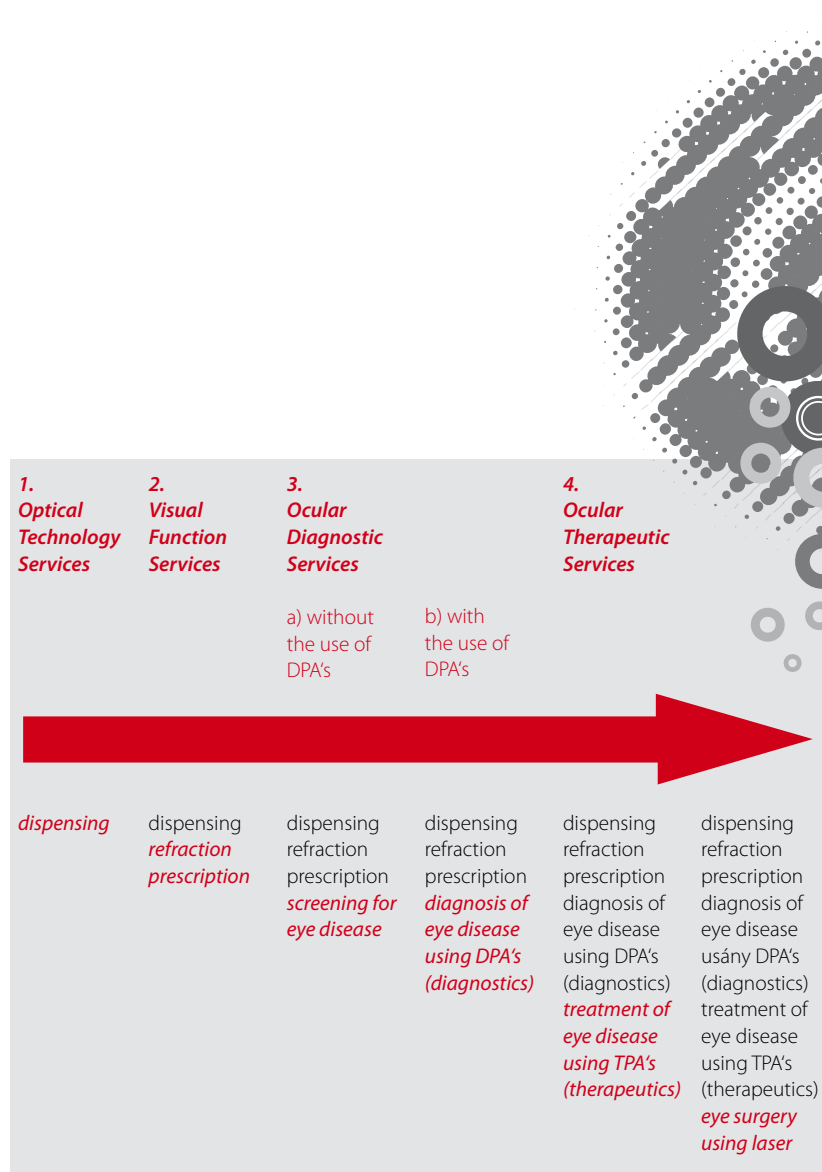 1.
Optical
Technology
Services
2.
Visual
Function
Services
3.
Ocular
Diagnostic
Services
4.
Ocular
Therapeutic
Services
a) without
the use of
DPA‘s
b) with
the use of
DPA‘s
dispensing
dispensing
refraction
prescription
dispensing
refraction
prescription
screening for
eye disease
dispensing
refraction
prescription
diagnosis of
eye disease
using DPA‘s
(diagnostics)
dispensing
refraction
prescription
diagnosis of
eye disease
using DPA‘s
(diagnostics)
treatment of
eye disease
using TPA‘s
(therapeutics)
dispensing
refraction
prescription
diagnosis of
eye disease
usány DPA‘s
(diagnostics)
treatment of
eye disease
using TPA‘s
(therapeutics)
eye surgery
using laser